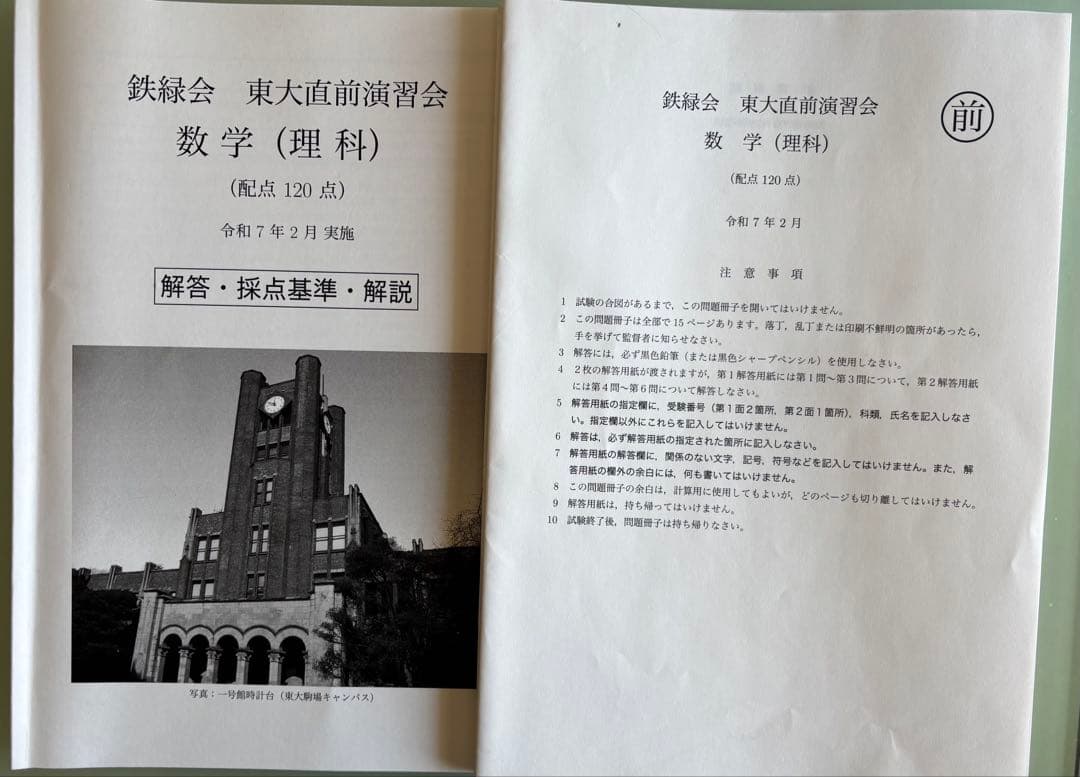 鉄緑会　東大直前演習会
数学（理科）
（配点 120 点）
令和 7 年 2 月 実施
解答・採点基準・解説
写真：一号館時計台（東大駒場キャンパス）
鉄緑会　東大直前演習会
前
数　学（理科）
（配点 120 点）
令和 7 年 2 月
注　意　事　項
1　試験の合図があるまで，この問題冊子を開いてはいけません。
2　この問題冊子は全部で 15 ページあります。落丁，乱丁または印刷不鮮明の箇所があったら，
手を挙げて監督者に知らせなさい。
3　解答には，必ず黒色鉛筆（または黒色シャープペンシル）を使用しなさい。
4　2 枚の解答用紙が渡されますが，第 1 解答用紙には第 1 問〜第 3 問について，第 2 解答用紙
には第 4 問〜第 6 問について解答しなさい。
5　解答用紙の指定欄に，受験番号（第 1 面 2 箇所，第 2 面 1 箇所），科類，氏名を記入しなさ
い。指定欄以外にこれらを記入してはいけません。
6　解答は，必ず解答用紙の指定された箇所に記入しなさい。
7　解答用紙の解答欄に，関係のない文字，記号，符号などを記入してはいけません。また，解
答用紙の欄外の余白には，何も書いてはいけません。
8　この問題冊子の余白は，計算用に使用してもよいが，どのページも切り離してはいけません。
9　解答用紙は，持ち帰ってはいけません。
10　試験終了後，問題冊子は持ち帰りなさい。